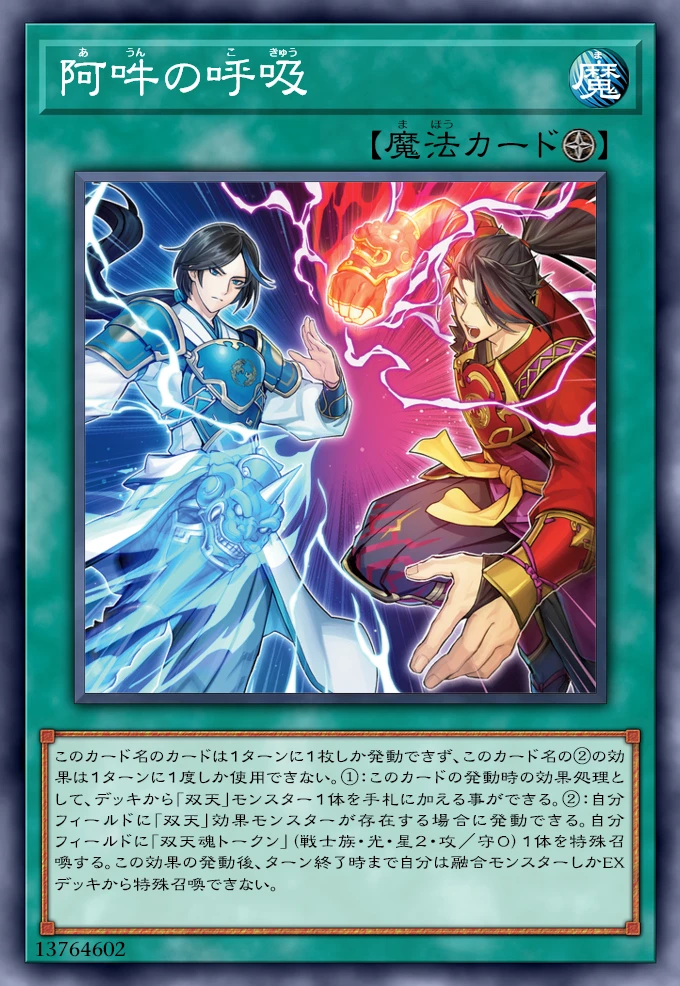 阿吽の呼吸
魔
【魔法カード】
このカード名のカードは1ターンに1枚しか発動できず、このカード名の②の効
果は1ターンに1度しか使用できない。①:このカードの発動時の効果処理と
して、デッキから「双天」モンスター1体を手札に加える事ができる。②:自分
フィールドに「双天」効果モンスターが存在する場合に発動できる。自分
フィールドに「双天魂トークン」(戦士族・光・星2・攻/守0)1体を特殊召
喚する。この効果の発動後、ターン終了時まで自分は融合モンスターしかEX
デッキから特殊召喚できない。
13764602